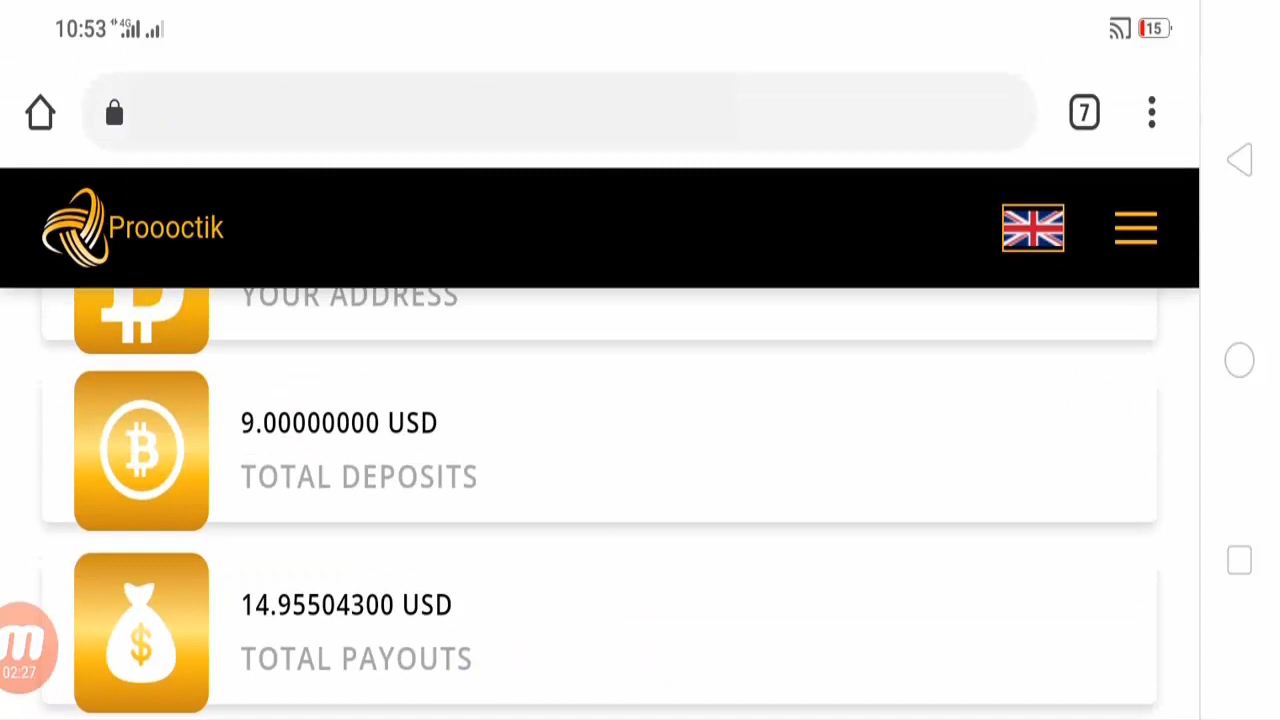 10:53 4G 15
7
Proooctik
YOUR ADDRESS
9.00000000 USD
TOTAL DEPOSITS
14.95504300 USD
TOTAL PAYOUTS
02:27